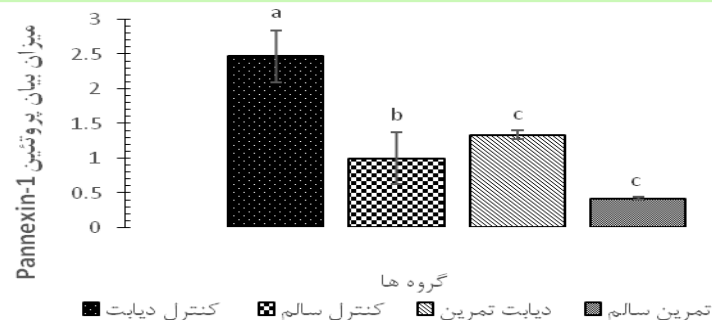 میزان بیان پروتئین Pannexin-1
3
2.5
2
1.5
1
0.5
0
a
b
c
c
گروه ها
کنترل دیابت کنترل سالم دیابت تمرین تمرین سالم